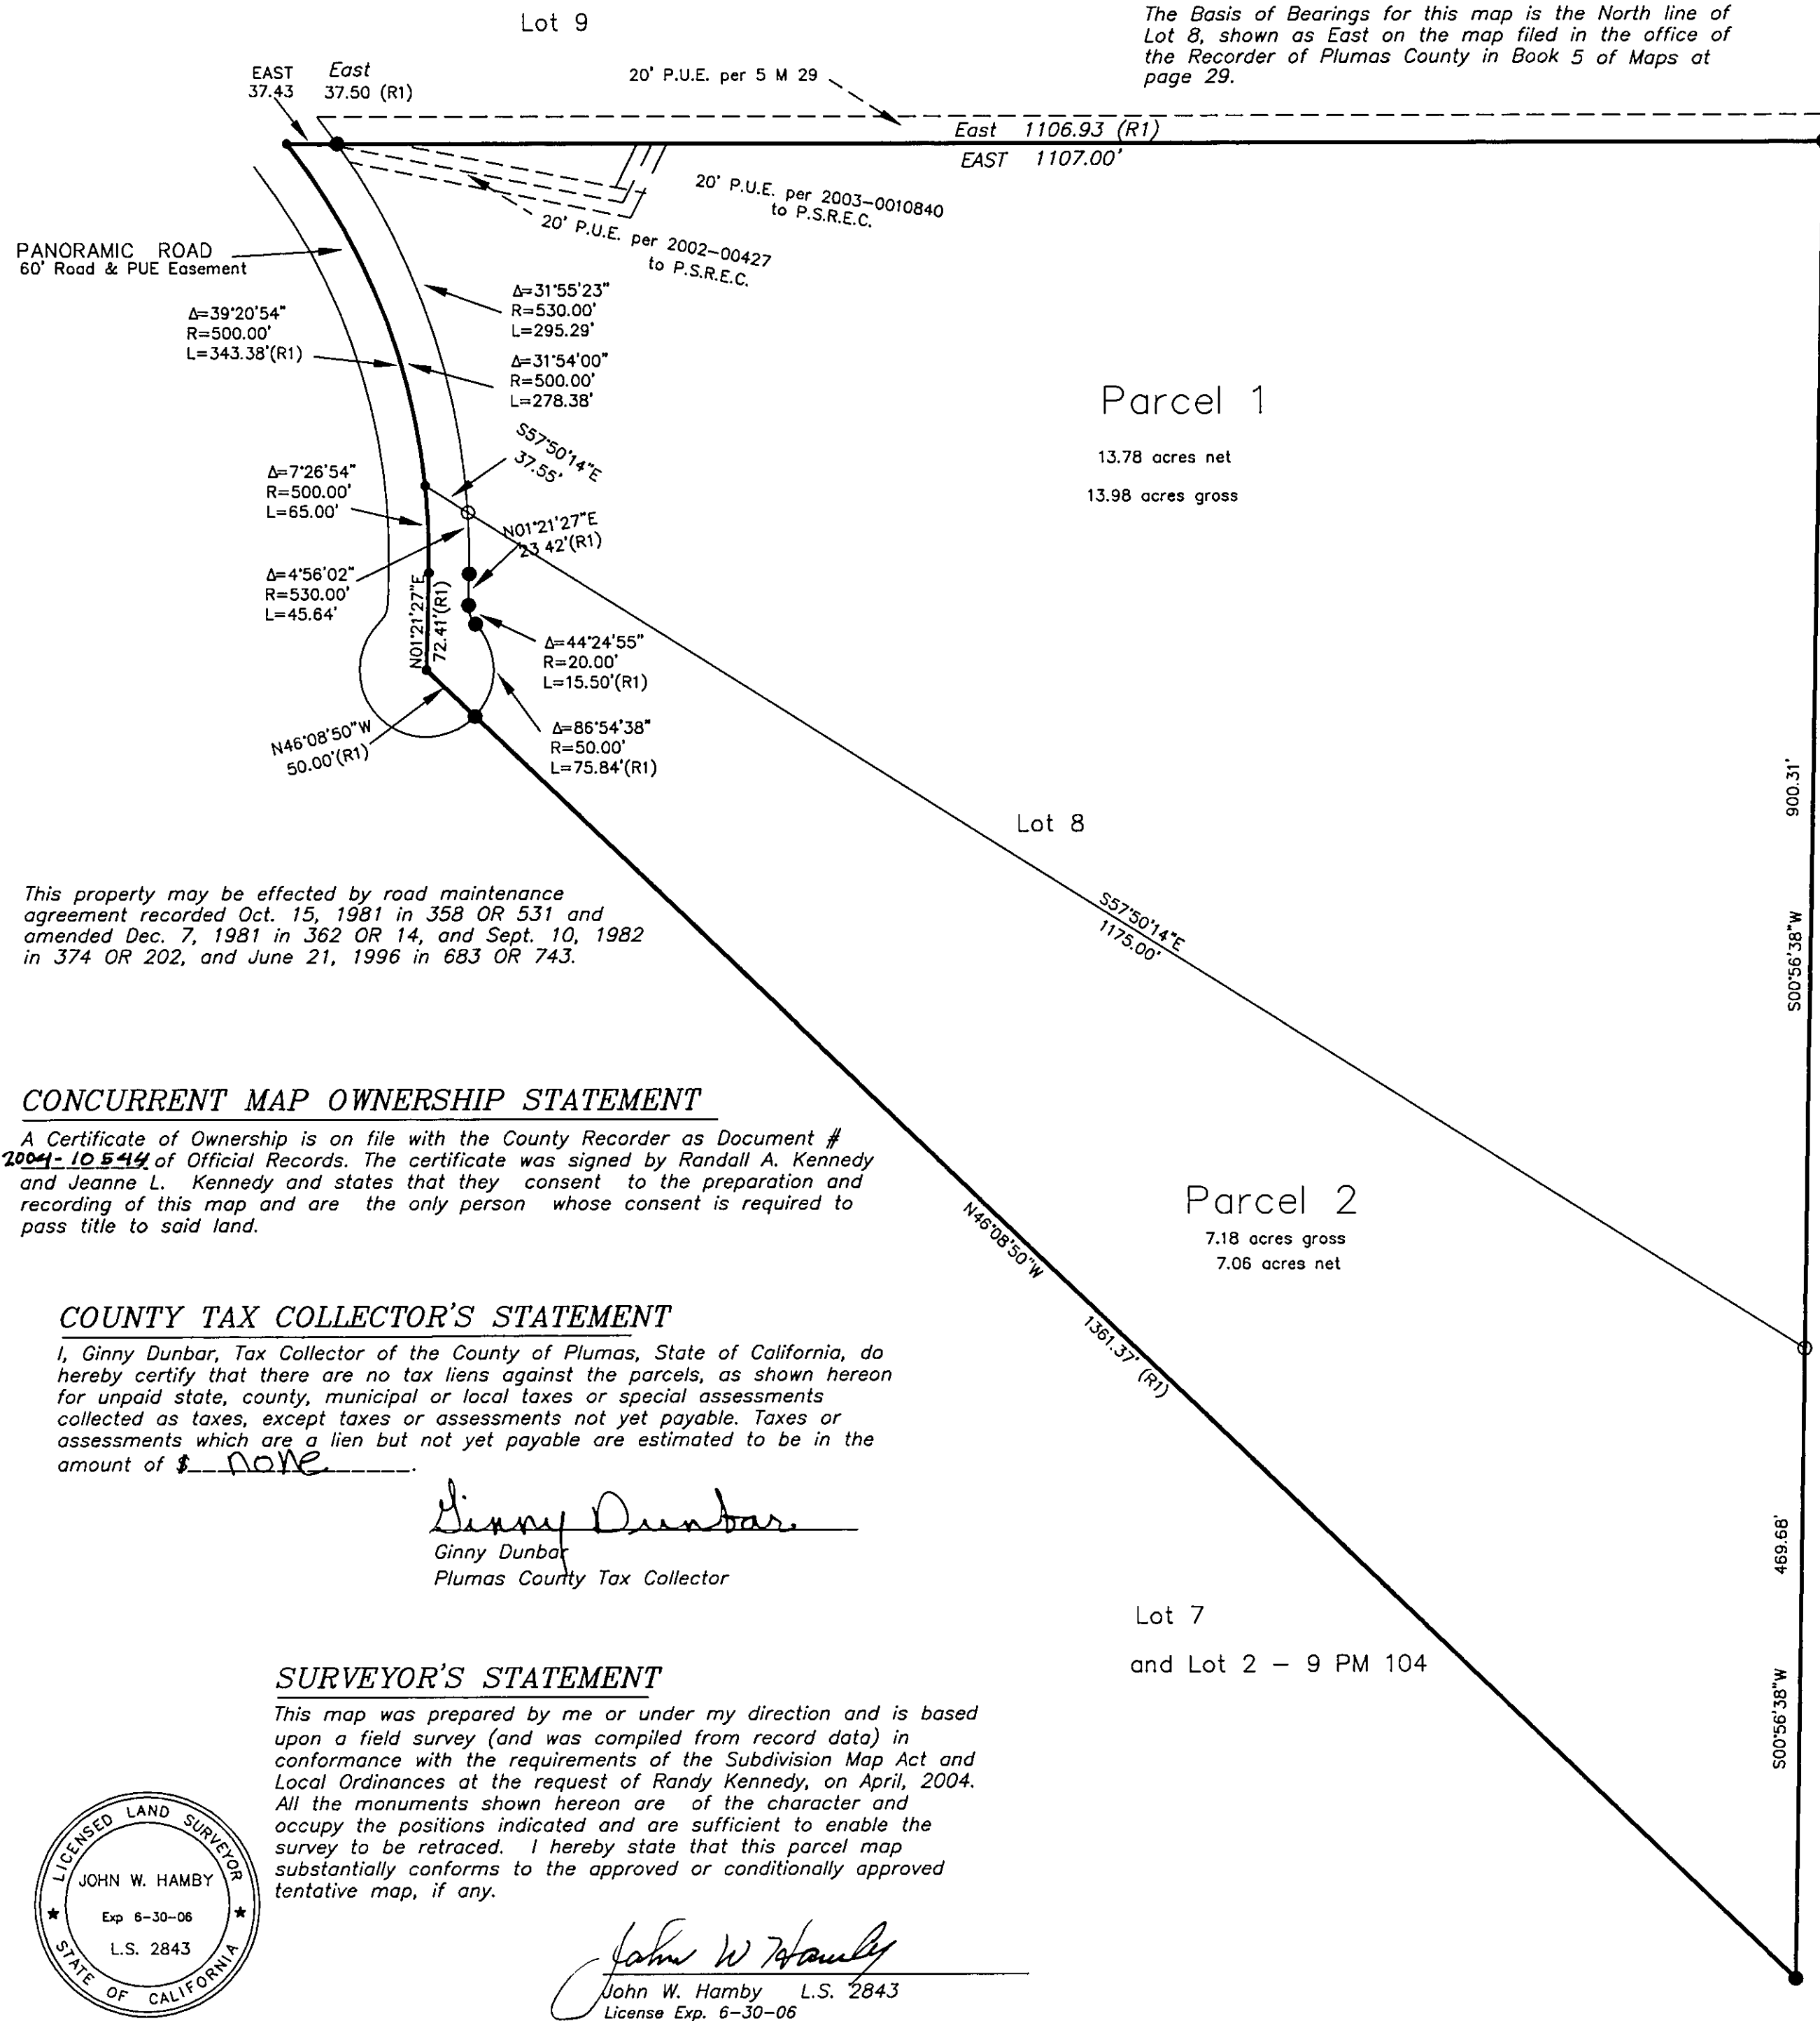 Lot 9
The Basis of Bearings for this map is the North line of
Lot 8, shown as East on the map filed in the office of
the Recorder of Plumas County in Book 5 of Maps at
page 29.
EAST
37.43
East
37.50 (R1)
20' P.U.E. per 5 M 29
East 1106.93 (R1)
EAST 1107.00'
20' P.U.E. per 2003-0010840
to P.S.R.E.C.
20' P.U.E. per 2002-00427
to P.S.R.E.C.
PANORAMIC ROAD
60' Road & PUE Easement
Δ=31°55'23"
R=530.00'
L=295.29'
Δ=39°20'54"
R=500.00'
L=343.38'(R1)
Δ=31°54'00"
R=500.00'
L=278.38'
Parcel 1
13.78 acres net
13.98 acres gross
S57°50'14"E
37.55'
Δ=7°26'54"
R=500.00'
L=65.00'
N01°21'27"E
23.42'(R1)
Δ=4°56'02"
R=530.00'
L=45.64'
N01°21'27"E
72.41'(R1)
Δ=44°24'55"
R=20.00'
L=15.50'(R1)
N46°08'50"W
50.00'(R1)
Δ=86°54'38"
R=50.00'
L=75.84'(R1)
900.31'
S00°56'38"W
Lot 8
S57°50'14"E
1175.00'
This property may be effected by road maintenance
agreement recorded Oct. 15, 1981 in 358 OR 531 and
amended Dec. 7, 1981 in 362 OR 14, and Sept. 10, 1982
in 374 OR 202, and June 21, 1996 in 683 OR 743.
CONCURRENT MAP OWNERSHIP STATEMENT
A Certificate of Ownership is on file with the County Recorder as Document #
2004-10544 of Official Records. The certificate was signed by Randall A. Kennedy
and Jeanne L. Kennedy and states that they consent to the preparation and
recording of this map and are the only person whose consent is required to
pass title to said land.
Parcel 2
7.18 acres gross
7.06 acres net
N46°08'50"W
1361.37' (R1)
COUNTY TAX COLLECTOR'S STATEMENT
I, Ginny Dunbar, Tax Collector of the County of Plumas, State of California, do
hereby certify that there are no tax liens against the parcels, as shown hereon
for unpaid state, county, municipal or local taxes or special assessments
collected as taxes, except taxes or assessments not yet payable. Taxes or
assessments which are a lien but not yet payable are estimated to be in the
amount of $ none.
Ginny Dunbar
Ginny Dunbar
Plumas County Tax Collector
469.68'
S00°56'38"W
Lot 7
and Lot 2 - 9 PM 104
SURVEYOR'S STATEMENT
This map was prepared by me or under my direction and is based
upon a field survey (and was compiled from record data) in
conformance with the requirements of the Subdivision Map Act and
Local Ordinances at the request of Randy Kennedy, on April, 2004.
All the monuments shown hereon are of the character and
occupy the positions indicated and are sufficient to enable the
survey to be retraced. I hereby state that this parcel map
substantially conforms to the approved or conditionally approved
tentative map, if any.
LICENSED LAND SURVEYOR
JOHN W. HAMBY
Exp 6-30-06
L.S. 2843
STATE OF CALIFORNIA
John W Hamby
John W. Hamby L.S. 2843
License Exp. 6-30-06